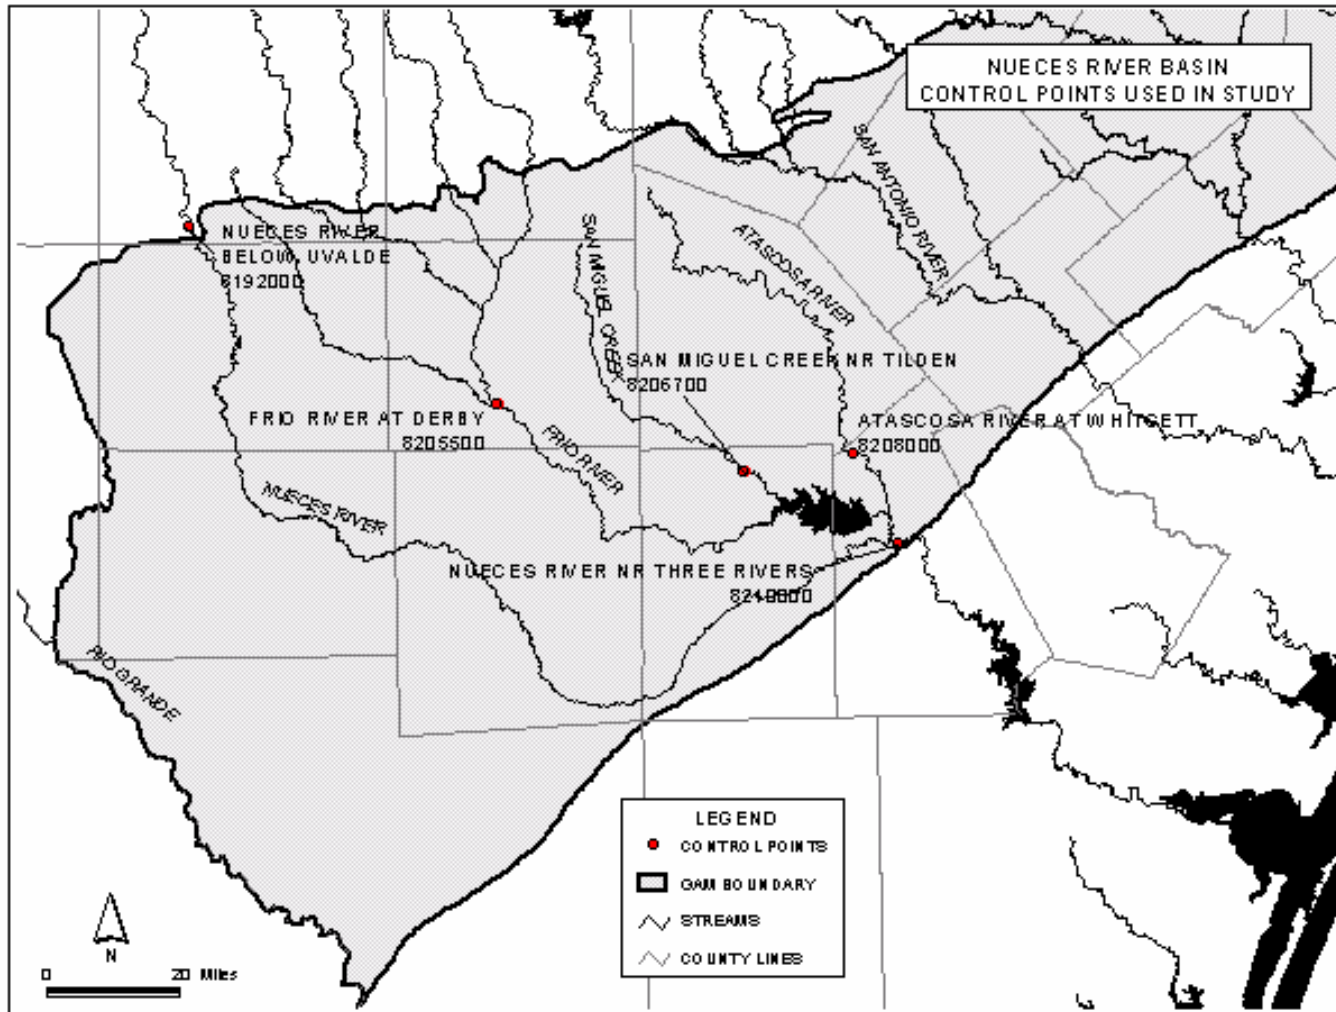 NUECES RIVER BASIN
CONTROL POINTS USED IN STUDY
SAN ANTONIO RIVER
NUECES RIVER
BELOW UVALDE
8192000
SAN MIGUEL CREEK
ATASCOSA RIVER
SAN MIGUEL CREEK NR TILDEN
8206700
FRIO RIVER AT DERBY
8205500
FRIO RIVER
ATASCOSA RIVER AT WHITSETT
8208000
NUECES RIVER
NUECES RIVER NR THREE RIVERS
8210000
RIO GRANDE
LEGEND
CONTROL POINTS
GAM BOUNDARY
STREAMS
COUNTY LINES
N
0 20 Miles